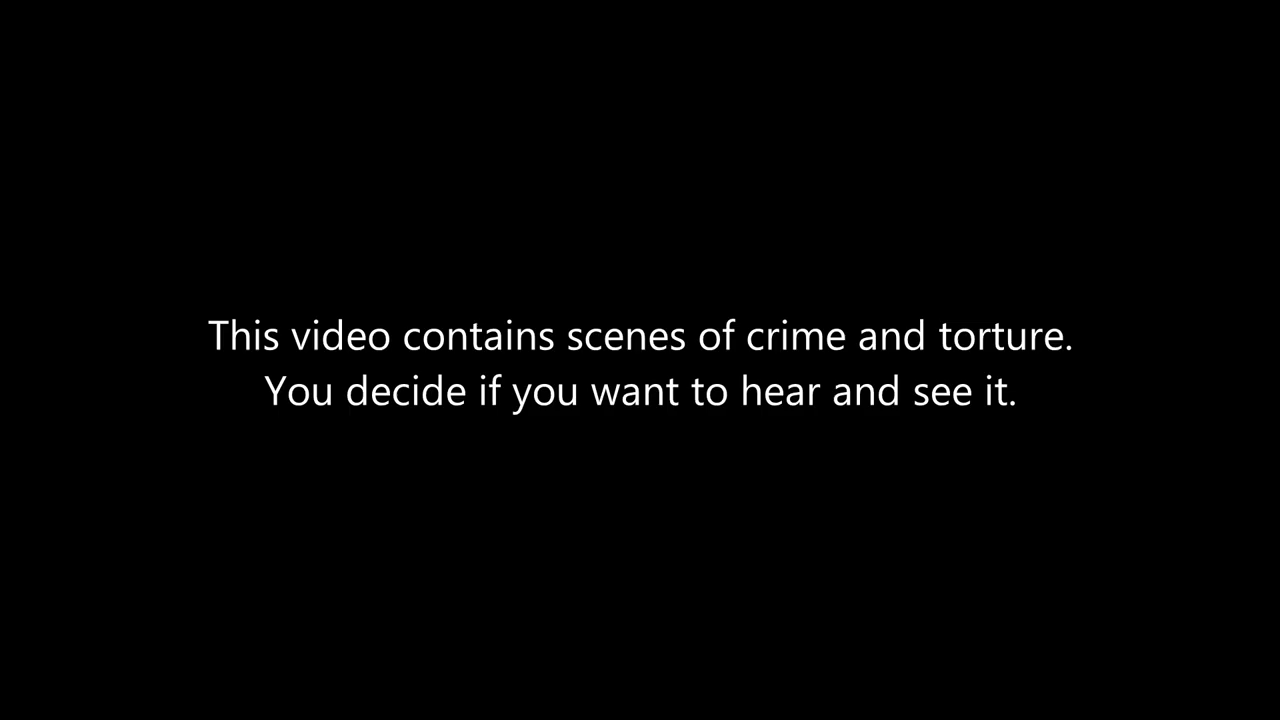 This video contains scenes of crime and torture.
You decide if you want to hear and see it.